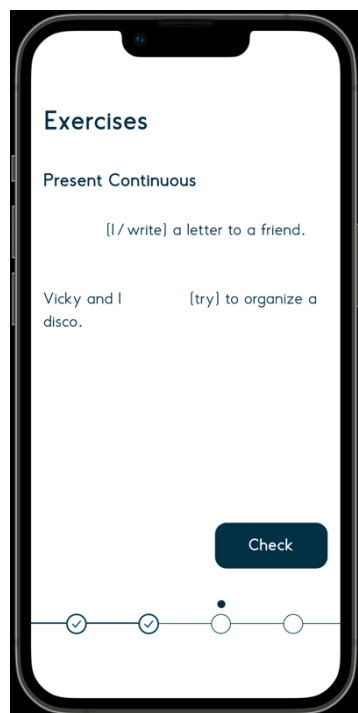 Exercises
Present Continuous
(I / write) a letter to a friend.
Vicky and I (try) to organize a
disco.
Check